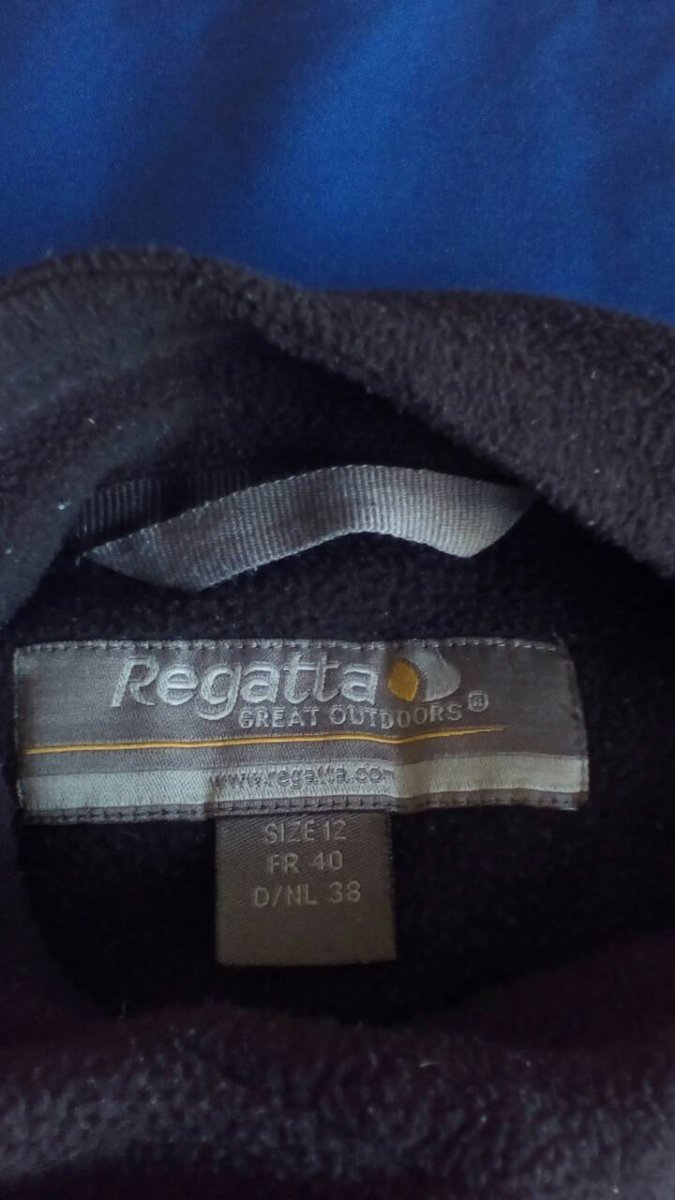 Regatta
GREAT OUTDOORS®
www.regatta.com
SIZE 12
FR 40
D/NL 38